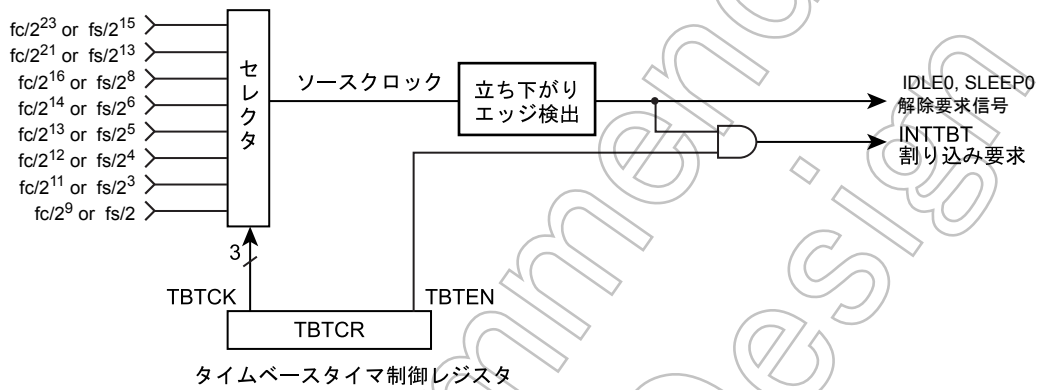 fc/2^23 or fs/2^15
fc/2^21 or fs/2^13
fc/2^16 or fs/2^8
fc/2^14 or fs/2^6
fc/2^13 or fs/2^5
fc/2^12 or fs/2^4
fc/2^11 or fs/2^3
fc/2^9 or fs/2
セレクタ
ソースクロック
立ち下がり
エッジ検出
IDLE0, SLEEP0
解除要求信号
INTTBT
割り込み要求
3
TBTCK
TBTEN
TBTCR
タイムベースタイマ制御レジスタ